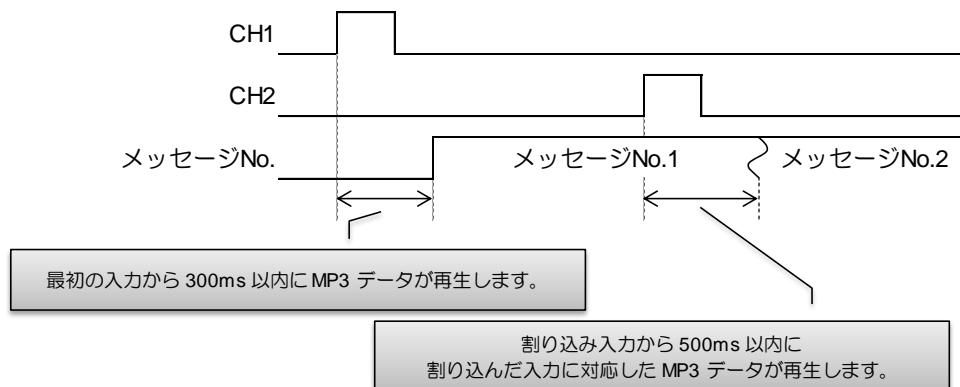 CH1
CH2
メッセージNo.
メッセージNo.1
メッセージNo.2
最初の入力から 300ms 以内に MP3 データが再生します。
割り込み入力から 500ms 以内に
割り込んだ入力に対応した MP3 データが再生します。